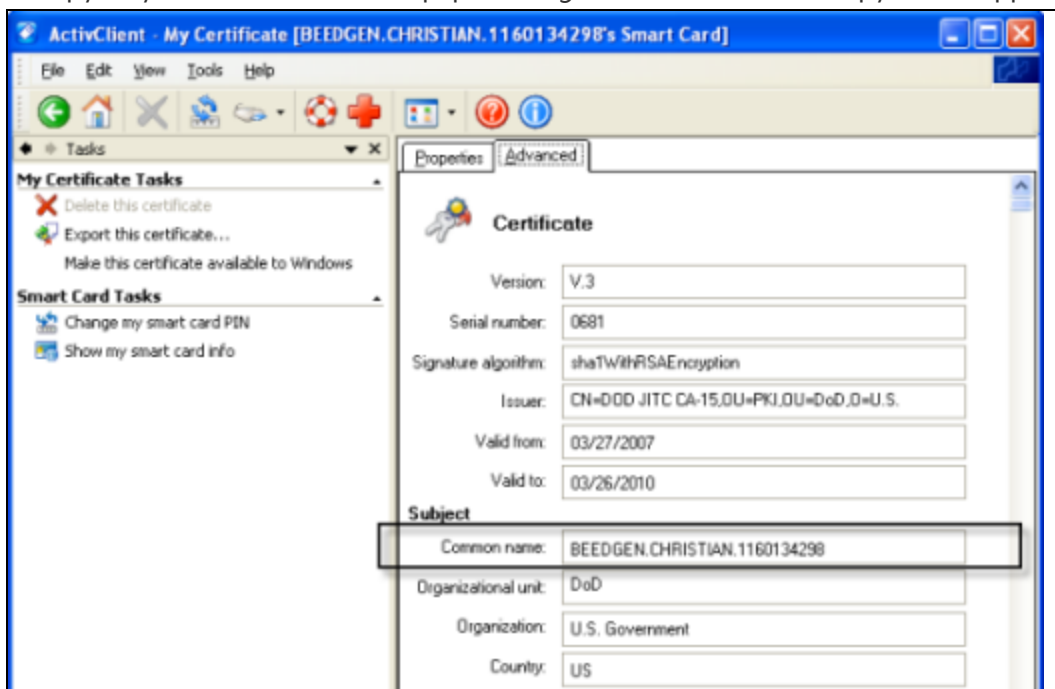 ActivClient - My Certificate [BEEDGEN.CHRISTIAN.1160134298's Smart Card]
File Edit View Tools Help
Tasks
My Certificate Tasks
Delete this certificate
Export this certificate...
Make this certificate available to Windows
Smart Card Tasks
Change my smart card PIN
Show my smart card info
Properties Advanced
Certificate
Version: V.3
Serial number: 0681
Signature algorithm: sha1WithRSAEncryption
Issuer: CN=DOD JITC CA-15,OU=PKI,OU=DoD,O=U.S.
Valid from: 03/27/2007
Valid to: 03/26/2010
Subject
Common name: BEEDGEN.CHRISTIAN.1160134298
Organizational unit: DoD
Organization: U.S. Government
Country: US